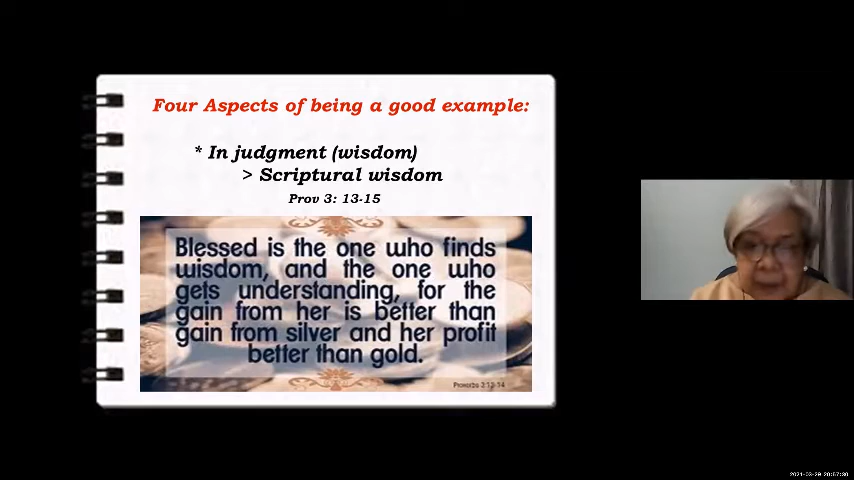 Four Aspects of being a good example:
* In judgment (wisdom)
> Scriptural wisdom
Prov 3: 13-15
Blessed is the one who finds
wisdom, and the one who
gets understanding, for the
gain from her is better than
gain from silver and her profit
better than gold.
Proverbs 3:13-14